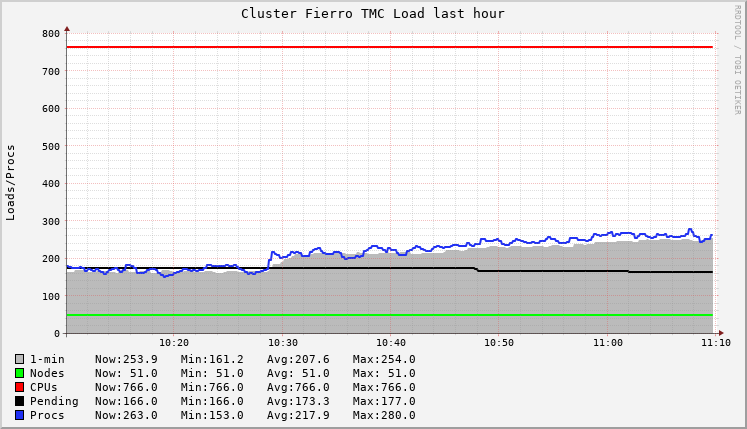 Cluster Fierro TMC Load last hour
RRDTOOL / TOBI OETIKER
Loads/Procs
800
700
600
500
400
300
200
100
0
10:20 10:30 10:40 10:50 11:00 11:10
1-min Now:253.9 Min:161.2 Avg:207.6 Max:254.0
Nodes Now: 51.0 Min: 51.0 Avg: 51.0 Max: 51.0
CPUs Now:766.0 Min:766.0 Avg:766.0 Max:766.0
Pending Now:166.0 Min:166.0 Avg:173.3 Max:177.0
Procs Now:263.0 Min:153.0 Avg:217.9 Max:280.0